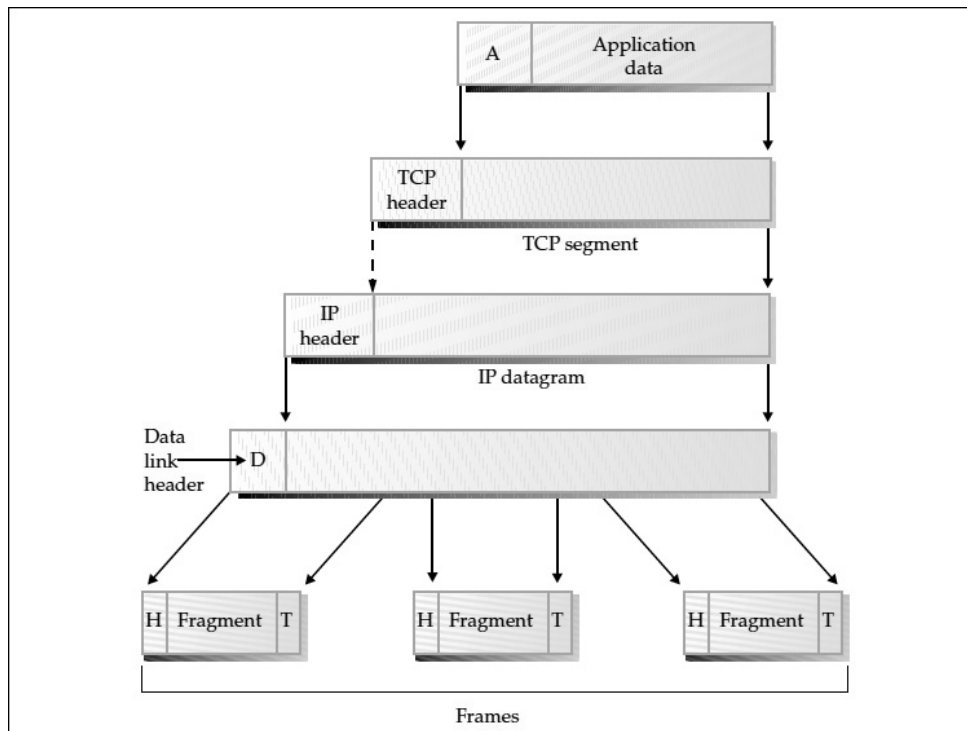 A
Application
data
TCP
header
TCP segment
IP
header
IP datagram
Data
link
header
D
H Fragment T
H Fragment T
H Fragment T
Frames